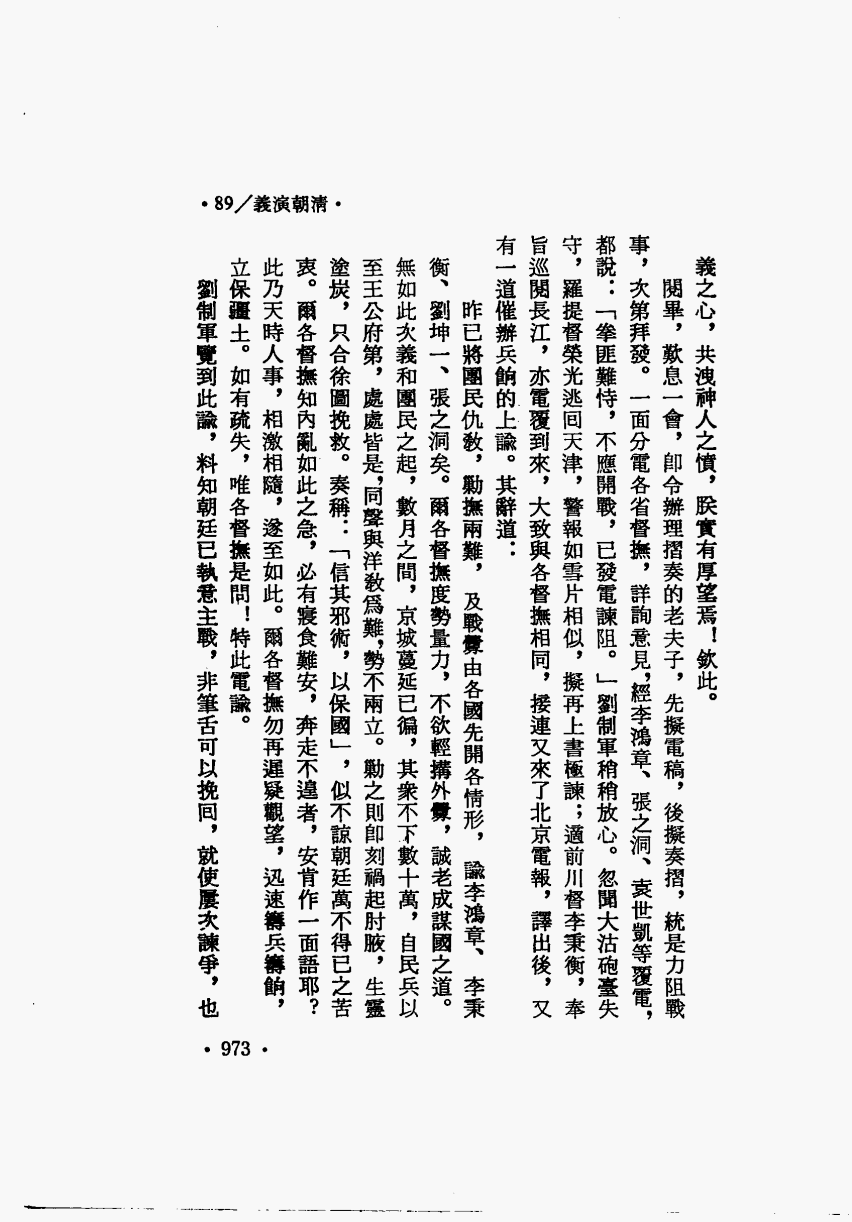 •89／義演朝清•
義之心，共洩神人之憤，朕實有厚望焉！欽此。
閱畢，歎息一會，卽令辦理摺奏的老夫子，先擬電稿，後擬奏摺，統是力阻戰
事，次第拜發。一面分電各省督撫，詳詢意見，經李鴻章、張之洞、袁世凱等覆電，
都說：「拳匪難恃，不應開戰，已發電諫阻。」劉制軍稍稍放心。忽聞大沽砲臺失
守，羅提督榮光逃回天津，警報如雪片相似，擬再上書極諫；適前川督李秉衡，奉
旨巡閱長江，亦電覆到來，大致與各督撫相同，接連又來了北京電報，譯出後，又
有一道催辦兵餉的上諭。其辭道：
昨已將團民仇敎，勦撫兩難，及戰釁由各國先開各情形，諭李鴻章、李秉
衡、劉坤一、張之洞矣。爾各督撫度勢量力，不欲輕搆外釁，誠老成謀國之道。
無如此次義和團民之起，數月之間，京城蔓延已徧，其衆不下數十萬，自民兵以
至王公府第，處處皆是，同聲與洋敎爲難，勢不兩立。勦之則卽刻禍起肘腋，生靈
塗炭，只合徐圖挽救。奏稱：「信其邪術，以保國」，似不諒朝廷萬不得已之苦
衷。爾各督撫知內亂如此之急，必有寢食難安，奔走不遑者，安肯作一面語耶？
此乃天時人事，相激相隨，遂至如此。爾各督撫勿再遲疑觀望，迅速籌兵籌餉，
立保疆土。如有疏失，唯各督撫是問！特此電諭。
劉制軍覽到此諭，料知朝廷已執意主戰，非筆舌可以挽回，就使屢次諫爭，也
•973•